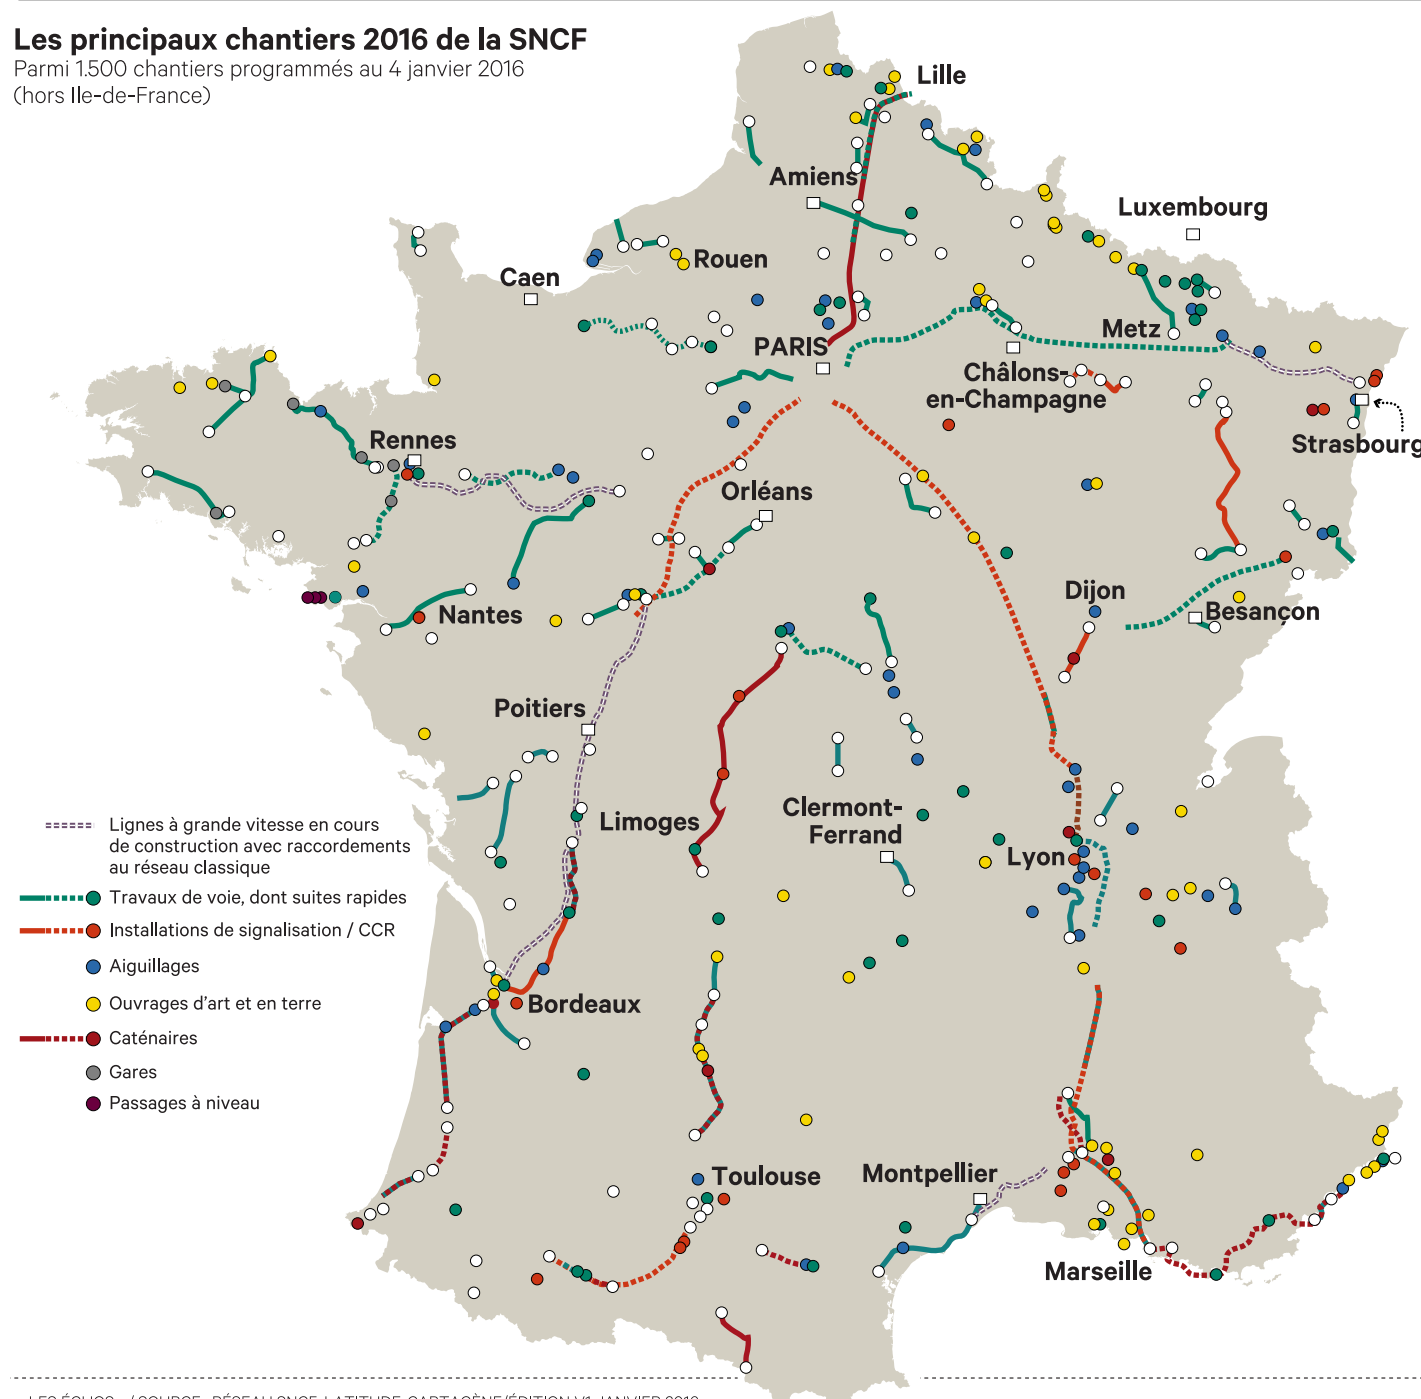 Les principaux chantiers 2016 de la SNCF
Parmi 1.500 chantiers programmés au 4 janvier 2016
(hors Ile-de-France)
Lille
Amiens
Luxembourg
Rouen
Caen
Metz
PARIS
Châlons-
en-Champagne
Strasbourg
Rennes
Orléans
Dijon
Besançon
Nantes
Poitiers
Limoges
Clermont-
Ferrand
Lyon
Lignes à grande vitesse en cours
de construction avec raccordements
au réseau classique
Travaux de voie, dont suites rapides
Installations de signalisation / CCR
Aiguillages
Ouvrages d'art et en terre
Caténaires
Gares
Passages à niveau
Bordeaux
Toulouse
Montpellier
Marseille